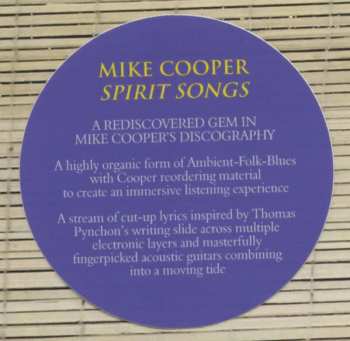 MIKE COOPER
SPIRIT SONGS
A REDISCOVERED GEM IN
MIKE COOPER'S DISCOGRAPHY
A highly organic form of Ambient-Folk-Blues
with Cooper reordering material
to create an immersive listening experience
A stream of cut-up lyrics inspired by Thomas
Pynchon's writing slide across multiple
electronic layers and masterfully
fingerpicked acoustic guitars combining
into a moving tide